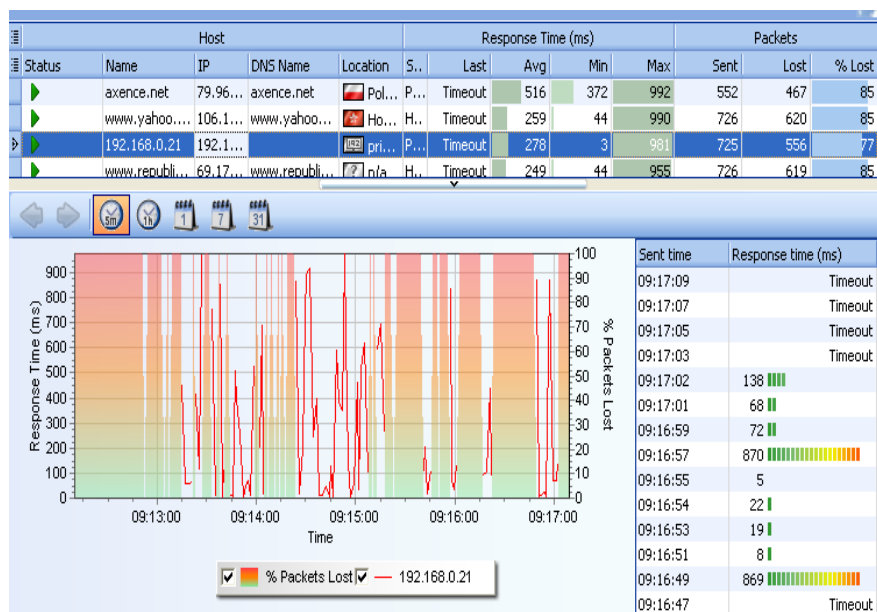 Host Response Time (ms) Packets
Status Name IP DNS Name Location S.. Last Avg Min Max Sent Lost % Lost
axence.net 79.96... axence.net Pol... P... Timeout 516 372 992 552 467 85
www.yahoo.... 106.1... www.yahoo... Ho... H.. Timeout 259 44 990 726 620 85
192.168.0.21 192.1... 192 pri... P... Timeout 278 3 981 725 556 77
www.republi... 69.17... www.republi... ? n/a H.. Timeout 249 44 955 726 619 85
5m 1h 1 7 31
Response Time (ms)
900
800
700
600
500
400
300
200
100
0
100
90
80
70
60
50
40
30
20
10
0
% Packets Lost
09:13:00 09:14:00 09:15:00 09:16:00 09:17:00
Time
% Packets Lost 192.168.0.21
Sent time Response time (ms)
09:17:09 Timeout
09:17:07 Timeout
09:17:05 Timeout
09:17:03 Timeout
09:17:02 138
09:17:01 68
09:16:59 72
09:16:57 870
09:16:55 5
09:16:54 22
09:16:53 19
09:16:51 8
09:16:49 869
09:16:47 Timeout